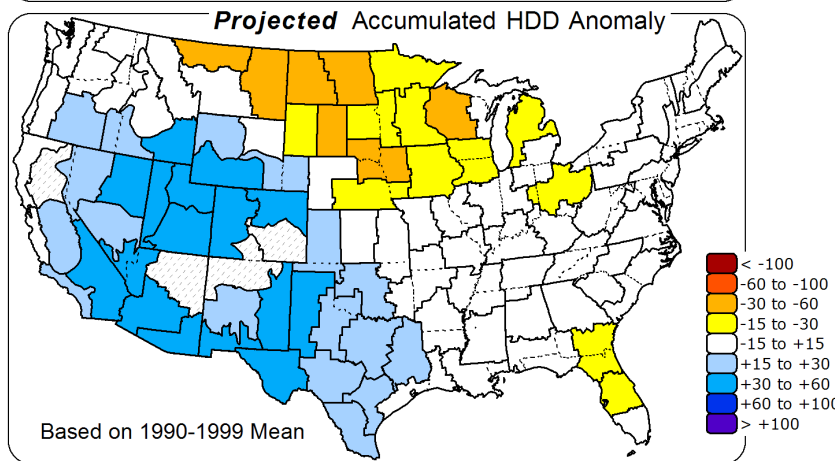 Projected Accumulated HDD Anomaly
< -100
-60 to -100
-30 to -60
-15 to -30
-15 to +15
+15 to +30
+30 to +60
+60 to +100
> +100
Based on 1990-1999 Mean